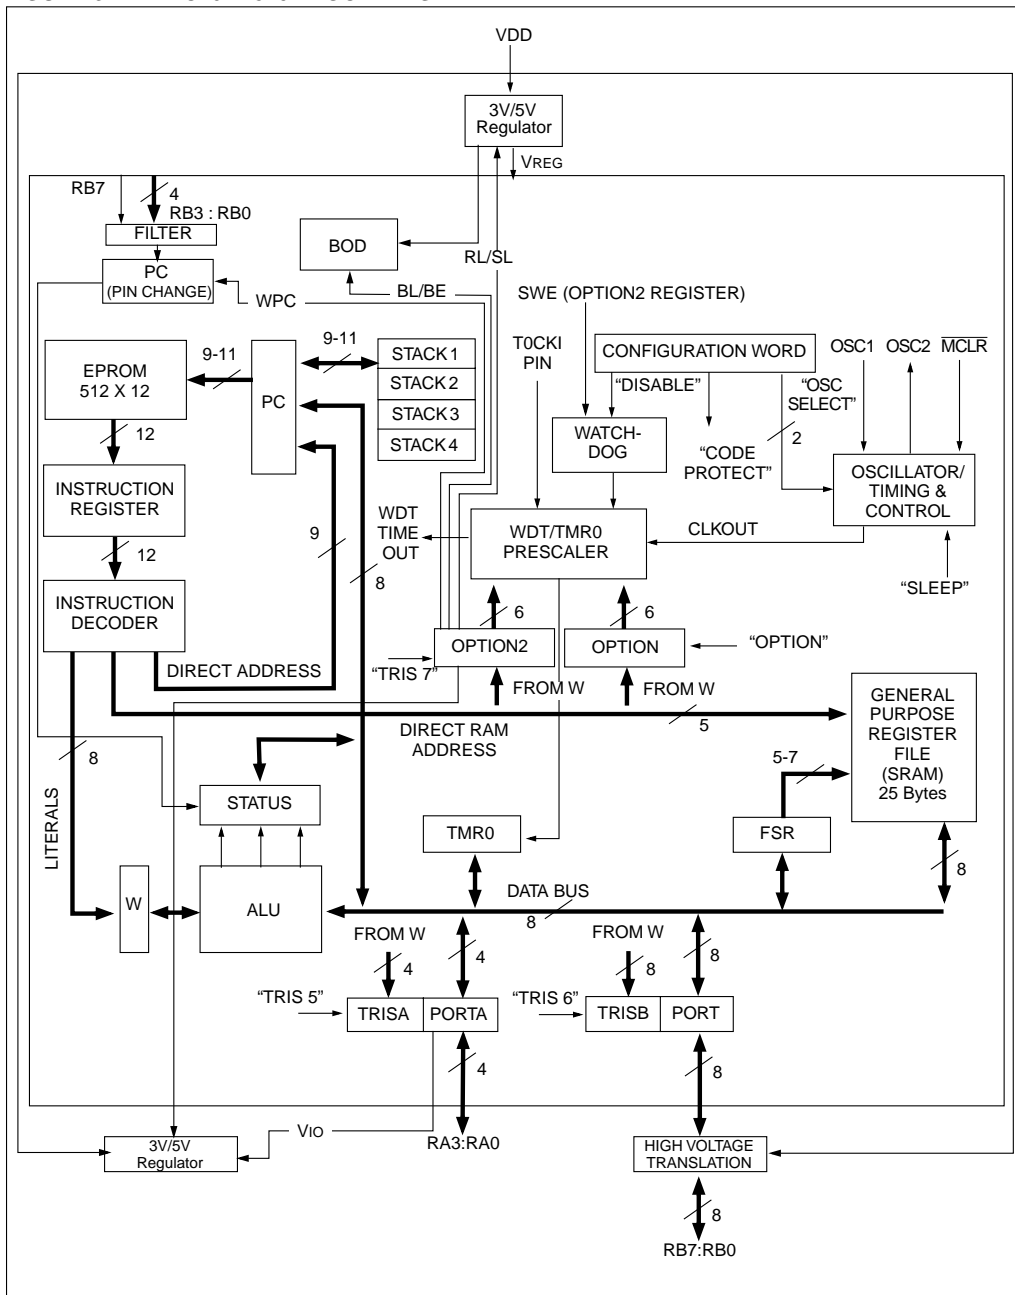 VDD
3V/5V
Regulator
VREG
RB7
4
RB3 : RB0
FILTER
PC
(PIN CHANGE)
BOD
RL/SL
WPC
BL/BE
SWE (OPTION2 REGISTER)
T0CKI
PIN
CONFIGURATION WORD
OSC1
OSC2
MCLR
"DISABLE"
"OSC
SELECT"
2
"CODE
PROTECT"
WATCH-
DOG
OSCILLATOR/
TIMING &
CONTROL
9-11
EPROM
512 X 12
PC
9-11
STACK 1
STACK 2
STACK 3
STACK 4
12
INSTRUCTION
REGISTER
12
INSTRUCTION
DECODER
9
8
WDT
TIME
OUT
WDT/TMR0
PRESCALER
CLKOUT
"SLEEP"
6
6
OPTION2
OPTION
"OPTION"
DIRECT ADDRESS
"TRIS 7"
FROM W
FROM W
5
DIRECT RAM
ADDRESS
GENERAL
PURPOSE
REGISTER
FILE
(SRAM)
25 Bytes
8
5-7
STATUS
LITERALS
TMR0
FSR
8
W
ALU
DATA BUS
8
FROM W
4
4
FROM W
8
8
"TRIS 5"
TRISA
PORTA
"TRIS 6"
TRISB
PORT
4
8
VIO
3V/5V
Regulator
RA3:RA0
HIGH VOLTAGE
TRANSLATION
8
RB7:RB0